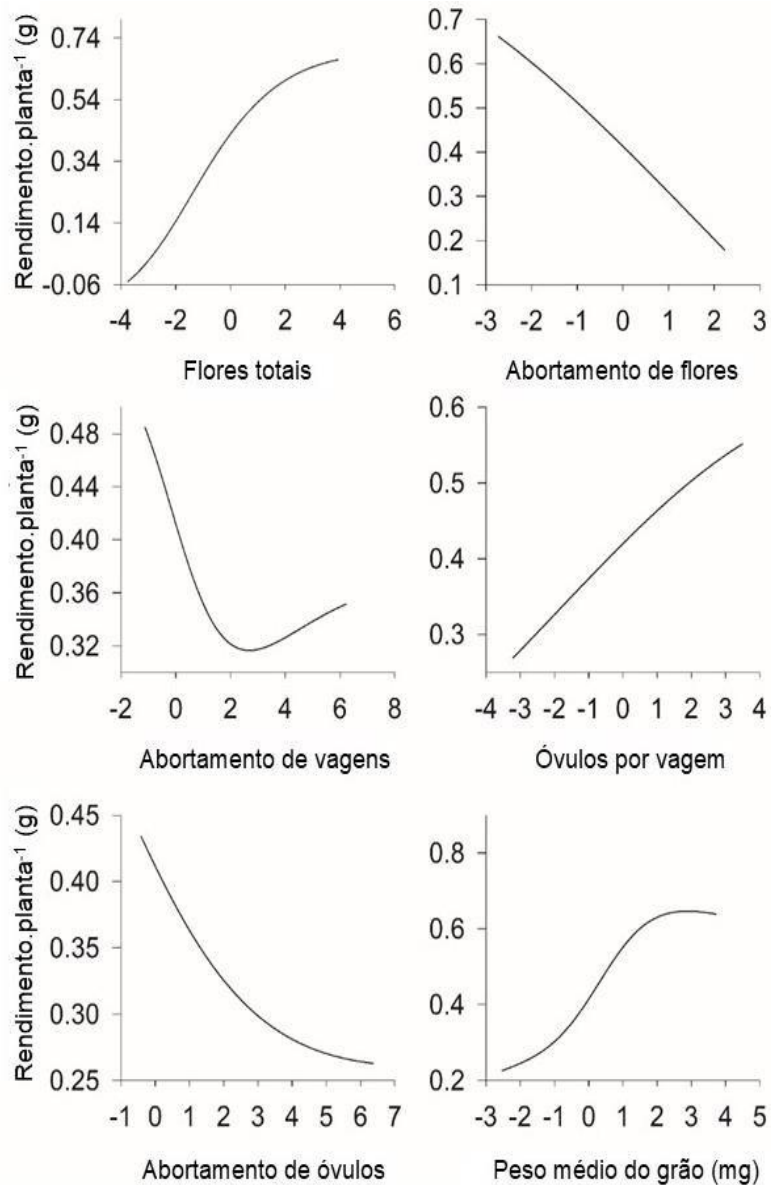 Rendimento.planta⁻¹ (g)
0.74
0.54
0.34
0.14
-0.06
-4 -2 0 2 4 6
Flores totais
0.7
0.6
0.5
0.4
0.3
0.2
0.1
-3 -2 -1 0 1 2 3
Abortamento de flores
Rendimento.planta⁻¹ (g)
0.48
0.44
0.40
0.36
0.32
-2 0 2 4 6 8
Abortamento de vagens
0.6
0.5
0.4
0.3
-4 -3 -2 -1 0 1 2 3 4
Óvulos por vagem
Rendimento.planta⁻¹ (g)
0.45
0.40
0.35
0.30
0.25
-1 0 1 2 3 4 5 6 7
Abortamento de óvulos
0.8
0.6
0.4
0.2
-3 -2 -1 0 1 2 3 4 5
Peso médio do grão (mg)